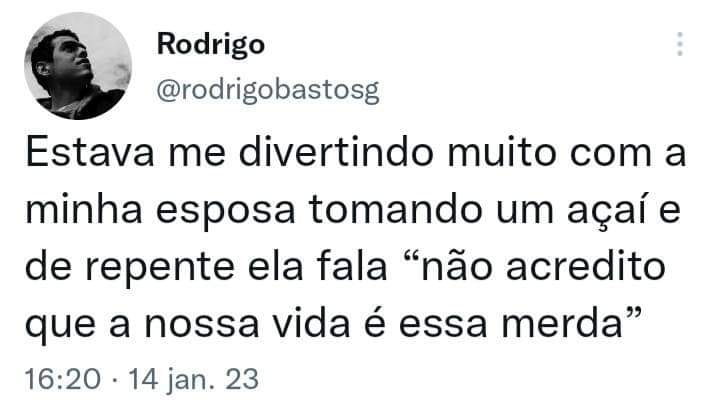 Rodrigo
@rodrigobastosg
Estava me divertindo muito com a
minha esposa tomando um açaí e
de repente ela fala “não acredito
que a nossa vida é essa merda”
16:20 · 14 jan. 23